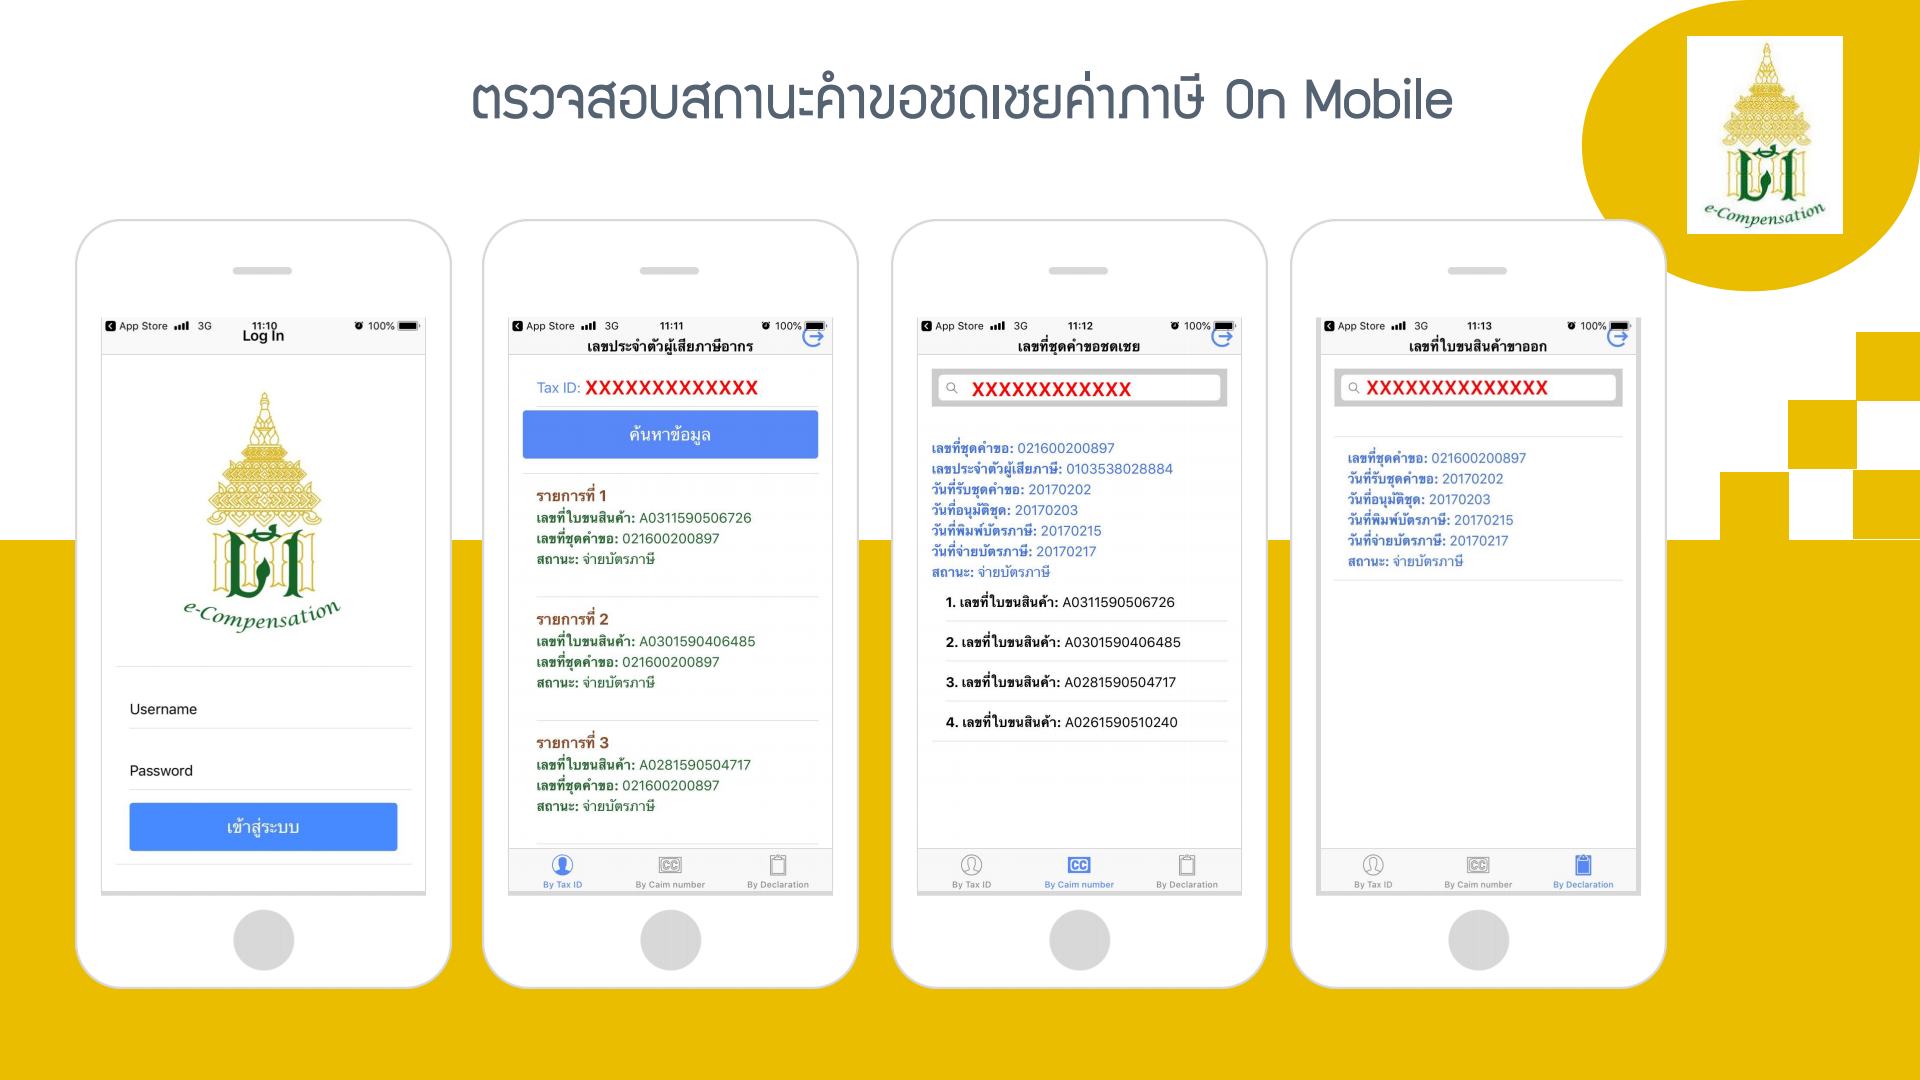 ตรวจสอบสถานะคำขอชดเชยค่าภาษี On Mobile
e-Compensation
App Store 3G 11:10 100%
Log In
e-Compensation
Username
Password
เข้าสู่ระบบ
App Store 3G 11:11 100%
เลขประจำตัวผู้เสียภาษีอากร
Tax ID: XXXXXXXXXXXXX
ค้นหาข้อมูล
รายการที่ 1
เลขที่ใบขนสินค้า: A0311590506726
เลขที่ชุดคำขอ: 021600200897
สถานะ: จ่ายบัตรภาษี
รายการที่ 2
เลขที่ใบขนสินค้า: A0301590406485
เลขที่ชุดคำขอ: 021600200897
สถานะ: จ่ายบัตรภาษี
รายการที่ 3
เลขที่ใบขนสินค้า: A0281590504717
เลขที่ชุดคำขอ: 021600200897
สถานะ: จ่ายบัตรภาษี
By Tax ID By Caim number By Declaration
App Store 3G 11:12 100%
เลขที่ชุดคำขอชดเชย
XXXXXXXXXXXX
เลขที่ชุดคำขอ: 021600200897
เลขประจำตัวผู้เสียภาษี: 0103538028884
วันที่รับชุดคำขอ: 20170202
วันที่อนุมัติชุด: 20170203
วันที่พิมพ์บัตรภาษี: 20170215
วันที่จ่ายบัตรภาษี: 20170217
สถานะ: จ่ายบัตรภาษี
1. เลขที่ใบขนสินค้า: A0311590506726
2. เลขที่ใบขนสินค้า: A0301590406485
3. เลขที่ใบขนสินค้า: A0281590504717
4. เลขที่ใบขนสินค้า: A0261590510240
By Tax ID By Caim number By Declaration
App Store 3G 11:13 100%
เลขที่ใบขนสินค้าขาออก
XXXXXXXXXXXXXX
เลขที่ชุดคำขอ: 021600200897
วันที่รับชุดคำขอ: 20170202
วันที่อนุมัติชุด: 20170203
วันที่พิมพ์บัตรภาษี: 20170215
วันที่จ่ายบัตรภาษี: 20170217
สถานะ: จ่ายบัตรภาษี
By Tax ID By Caim number By Declaration